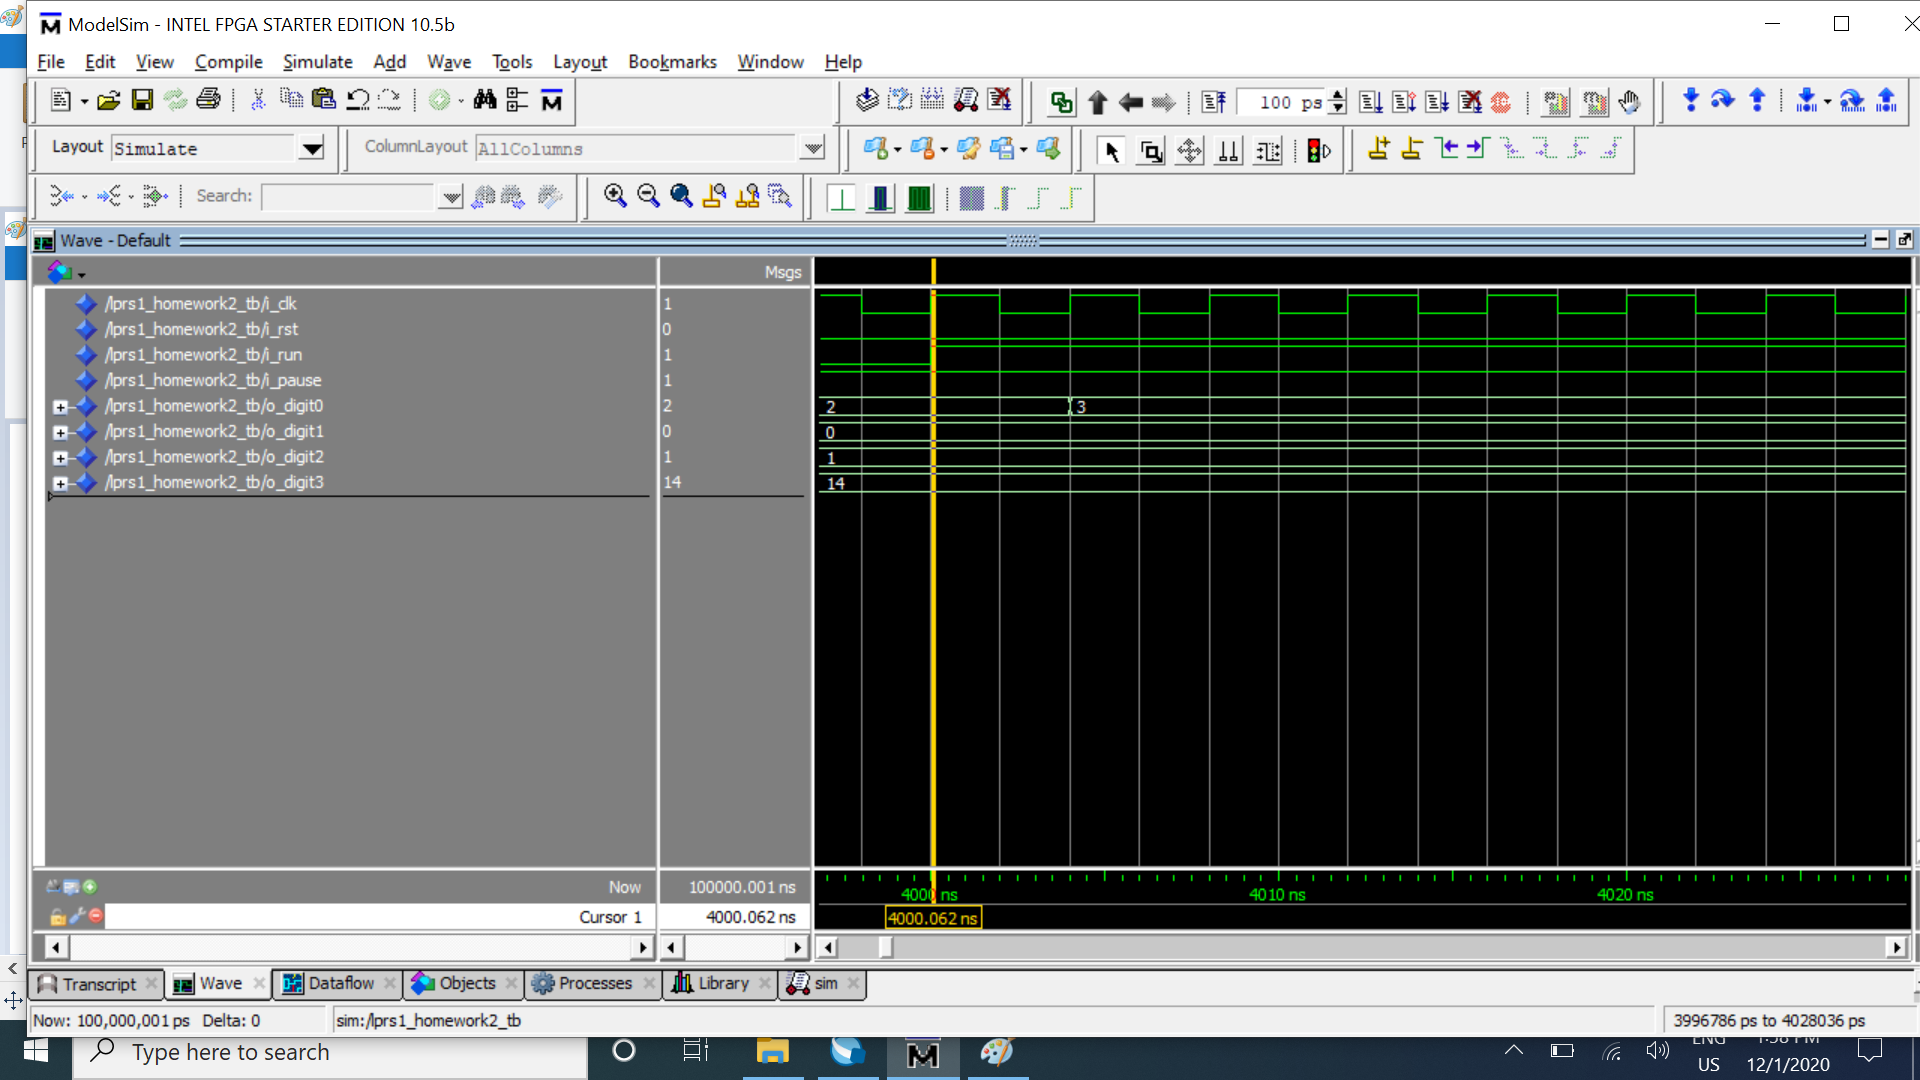 ModelSim - INTEL FPGA STARTER EDITION 10.5b
File Edit View Compile Simulate Add Wave Tools Layout Bookmarks Window Help
100 ps
Layout Simulate ColumnLayout AllColumns
Search:
Wave - Default
Msgs
/lprs1_homework2_tb/i_clk 1
/lprs1_homework2_tb/i_rst 0
/lprs1_homework2_tb/i_run 1
/lprs1_homework2_tb/i_pause 1
/lprs1_homework2_tb/o_digit0 2 2 3
/lprs1_homework2_tb/o_digit1 0 0
/lprs1_homework2_tb/o_digit2 1 1
/lprs1_homework2_tb/o_digit3 14 14
Now 100000.001 ns 4000 ns 4010 ns 4020 ns
Cursor 1 4000.062 ns 4000.062 ns
Transcript Wave Dataflow Objects Processes Library sim
Now: 100,000,001 ps Delta: 0 sim:/lprs1_homework2_tb 3996786 ps to 4028036 ps
Type here to search
ENG 1:58 PM
US 12/1/2020